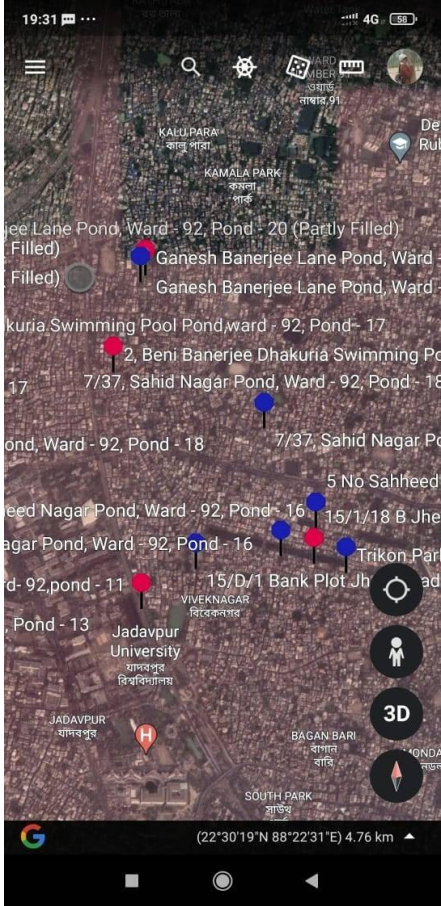 19:31
4G 58
WARD
NUMBER 91
ওয়ার্ড
নাম্বার 91
KALU PARA
কালু পারা
De
Rub
KAMALA PARK
কমলা
পার্ক
jee Lane Pond, Ward - 92, Pond - 20 (Partly Filled)
Filled)
Ganesh Banerjee Lane Pond, Ward -
Filled)
Ganesh Banerjee Lane Pond, Ward -
kuria Swimming Pool Pond,ward - 92, Pond - 17
2, Beni Banerjee Dhakuria Swimming Po
17
7/37, Sahid Nagar Pond, Ward - 92, Pond - 18
ond, Ward - 92, Pond - 18
7/37, Sahid Nagar Po
5 No Sahheed
eed Nagar Pond, Ward - 92, Pond - 16
15/1/18 B Jhe
agar Pond, Ward - 92, Pond - 16
Trikon Par
rd- 92,pond - 11
15/D/1 Bank Plot Jh
ad
VIVEKNAGAR
বিবেকনগর
, Pond - 13
Jadavpur
University
যাদবপুর
বিশ্ববিদ্যালয়
3D
JADAVPUR
যাদবপুর
H
BAGAN BARI
বাগান
বারি
SOUTH PARK
সাউথ
G
(22°30'19"N 88°22'31"E) 4.76 km